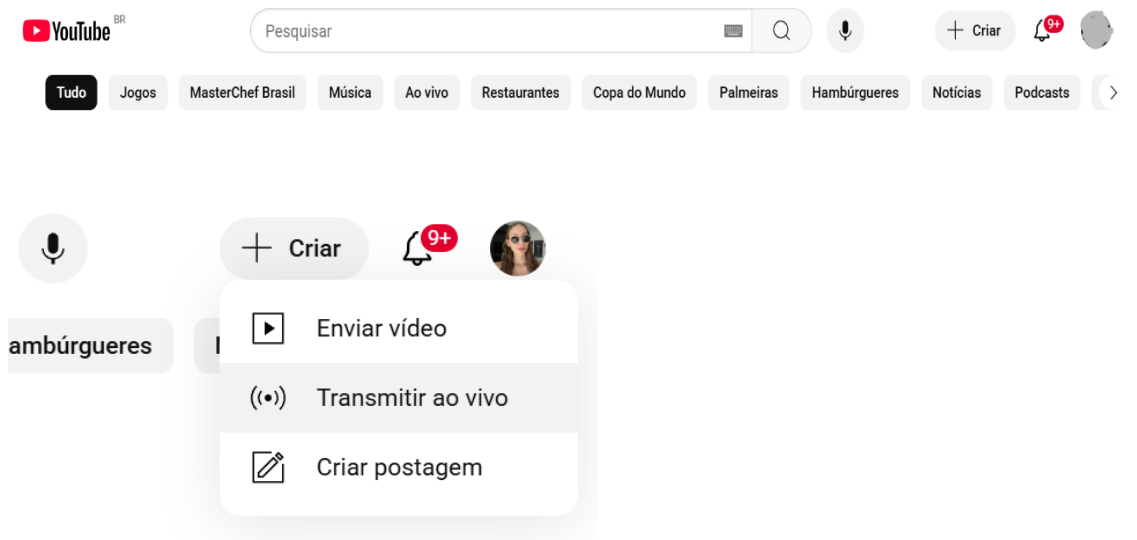 YouTube BR
Pesquisar
Criar
9+
Tudo Jogos MasterChef Brasil Música Ao vivo Restaurantes Copa do Mundo Palmeiras Hambúrgueres Notícias Podcasts
Criar
9+
ambúrgueres
Enviar vídeo
Transmitir ao vivo
Criar postagem